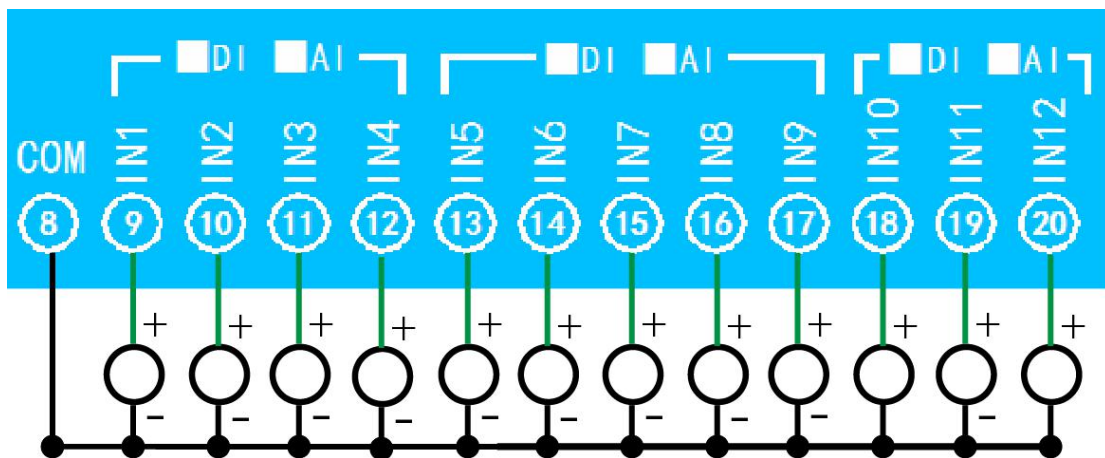 DI AI DI AI DI AI
COM IN1 IN2 IN3 IN4 IN5 IN6 IN7 IN8 IN9 IN10 IN11 IN12
8 9 10 11 12 13 14 15 16 17 18 19 20
+ + + + + + + + + + + +
- - - - - - - - -